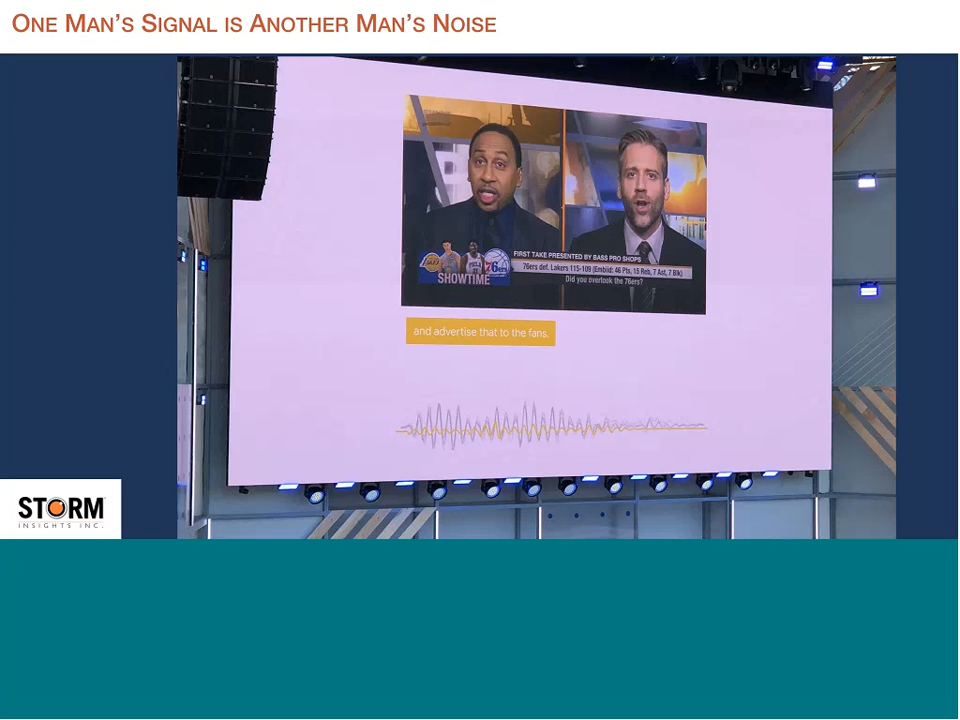 ONE MAN'S SIGNAL IS ANOTHER MAN'S NOISE
FIRST TAKE PRESENTED BY BASS PRO SHOPS
76ers def. Lakers 115-109 (Embiid: 46 Pts, 15 Reb, 7 Ast, 7 Blk)
SHOWTIME
Did you overlook the 76ers?
and advertise that to the fans.
STORM
INSIGHTS INC.